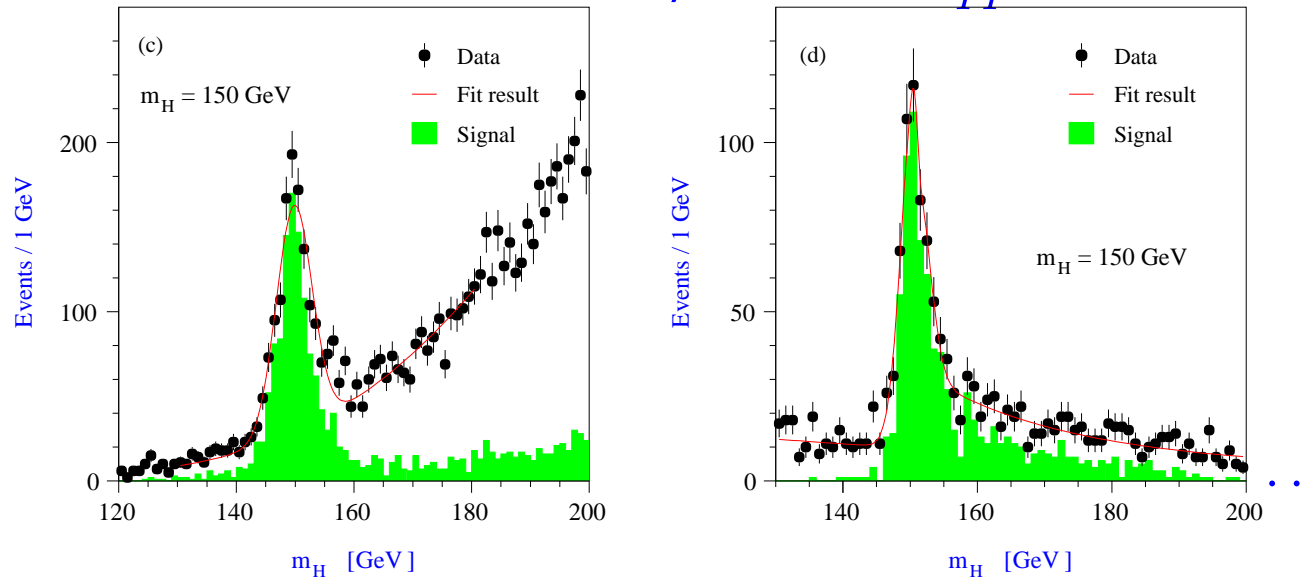 (c)
Data
m_H = 150 GeV
Fit result
Signal
200
100
0
Events / 1 GeV
120
140
160
180
200
m_H [GeV]
(d)
Data
Fit result
Signal
m_H = 150 GeV
100
50
0
Events / 1 GeV
140
160
180
200
m_H [GeV]